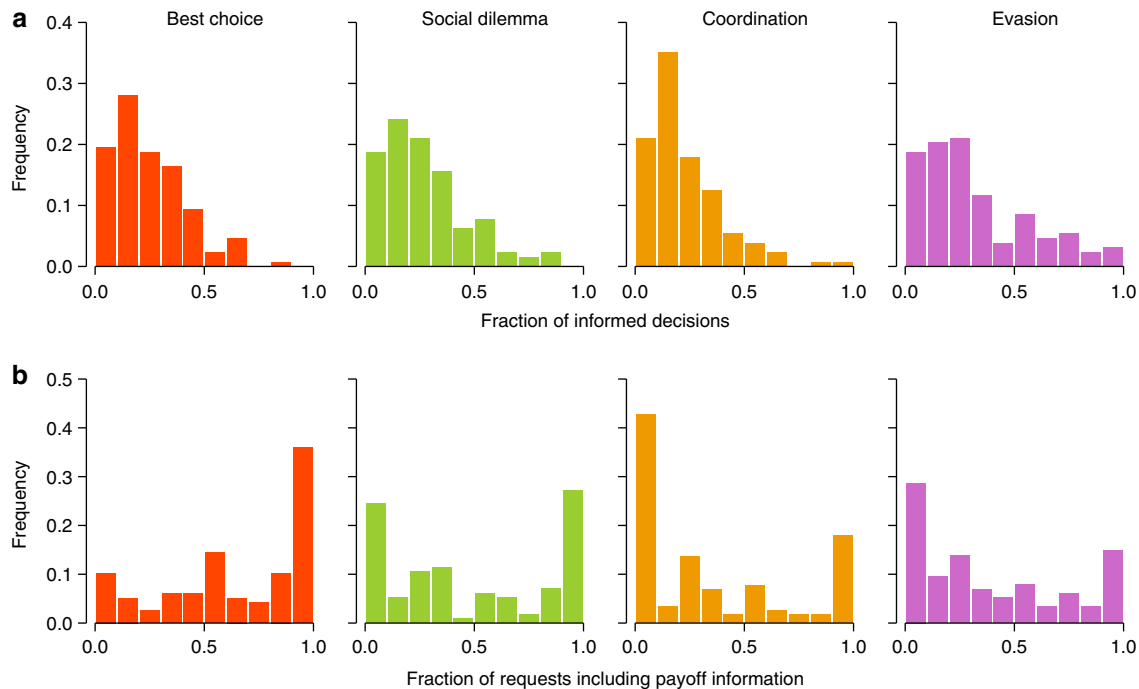 a
Best choice
Social dilemma
Coordination
Evasion
Frequency
0.4
0.3
0.2
0.1
0.0
0.0 0.5 1.0
0.0 0.5 1.0
0.0 0.5 1.0
0.0 0.5 1.0
Fraction of informed decisions
b
Frequency
0.5
0.4
0.3
0.2
0.1
0.0
0.0 0.5 1.0
0.0 0.5 1.0
0.0 0.5 1.0
0.0 0.5 1.0
Fraction of requests including payoff information